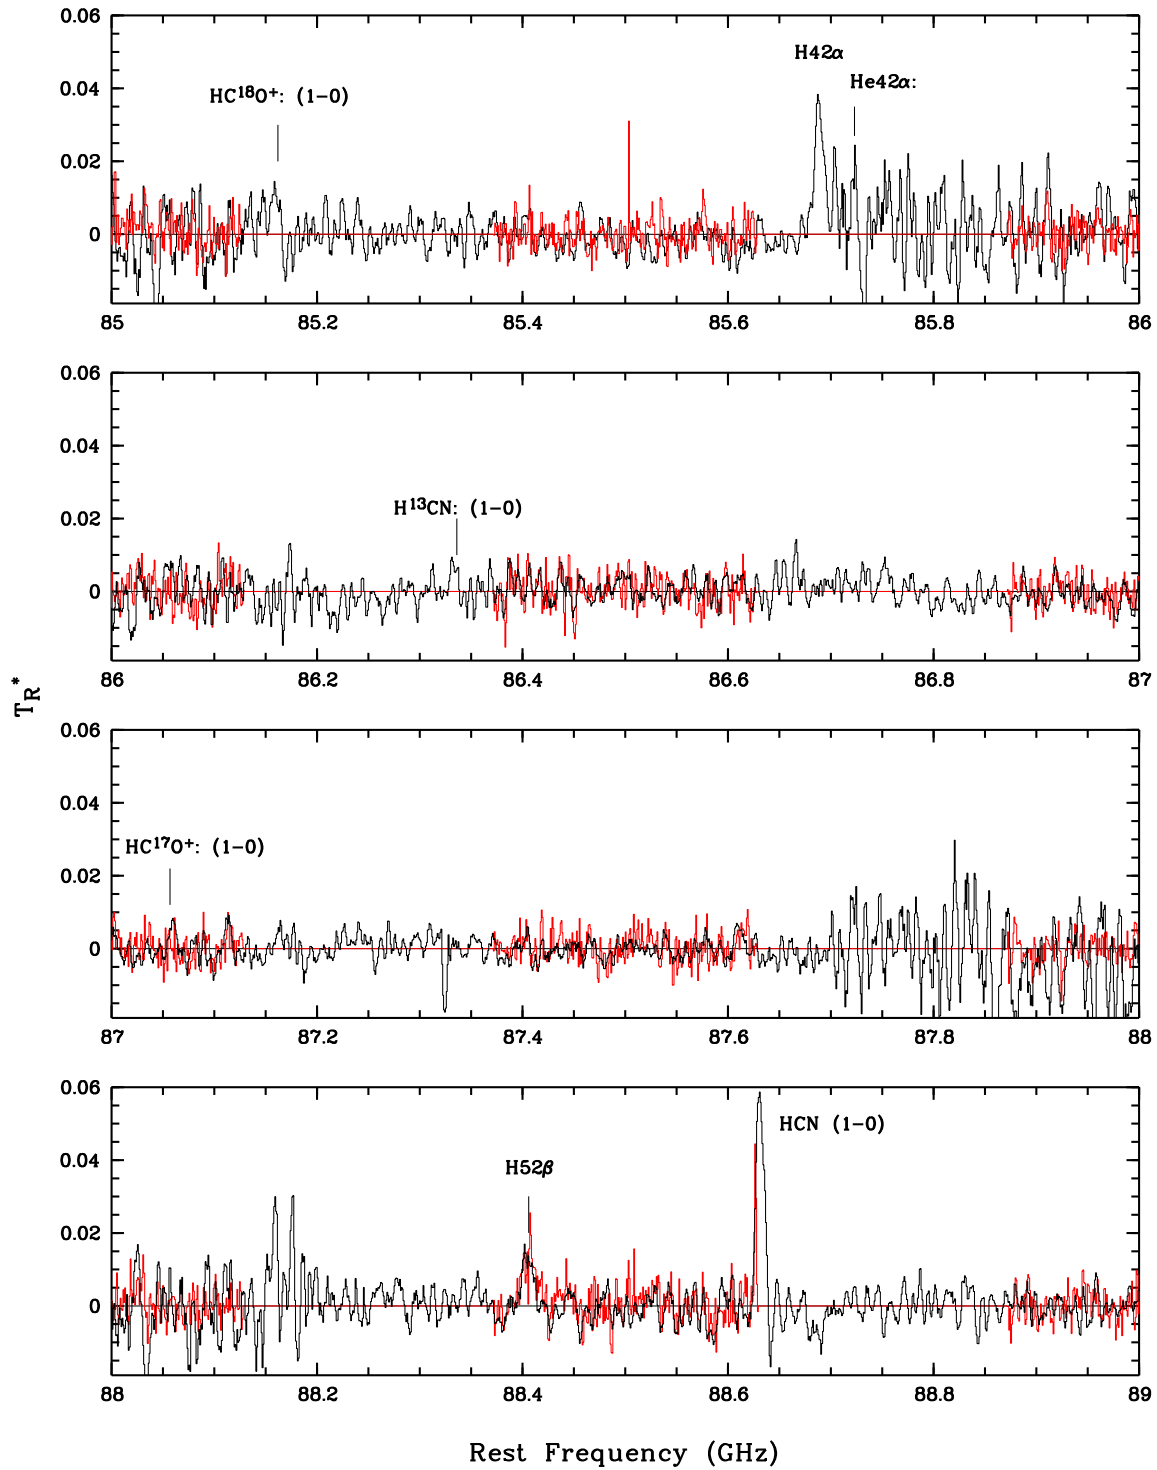 0.06
0.04
0.02
0
H42α
He42α:
HC¹⁸O⁺: (1−0)
85 85.2 85.4 85.6 85.8 86
0.06
0.04
0.02
0
H¹³CN: (1−0)
86 86.2 86.4 86.6 86.8 87
T_R*
0.06
0.04
0.02
0
HC¹⁷O⁺: (1−0)
87 87.2 87.4 87.6 87.8 88
0.06
0.04
0.02
0
HCN (1−0)
H52β
88 88.2 88.4 88.6 88.8 89
Rest Frequency (GHz)